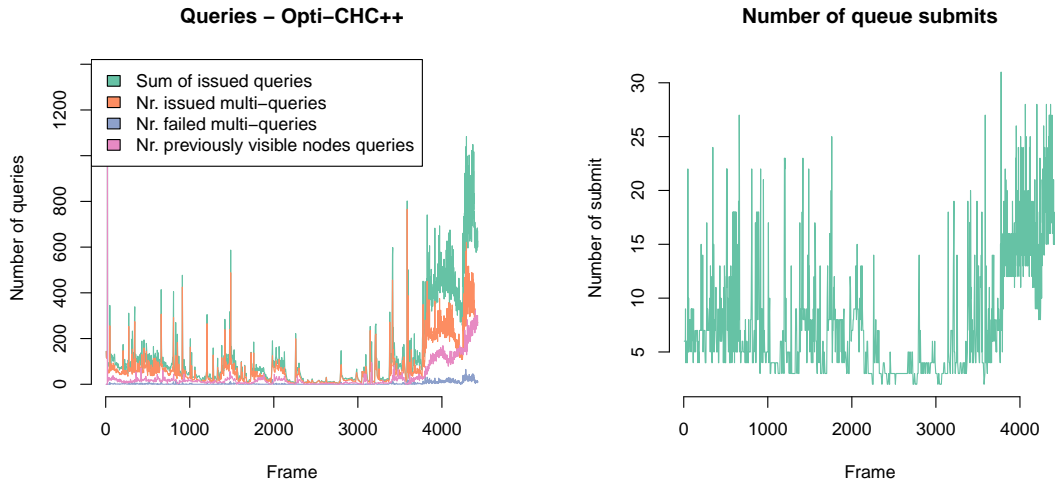 Queries − Opti−CHC++
Sum of issued queries
Nr. issued multi−queries
Nr. failed multi−queries
Nr. previously visible nodes queries
Number of queries
0
200
400
600
800
1200
0
1000
2000
3000
4000
Frame
Number of queue submits
Number of submit
5
10
15
20
25
30
0
1000
2000
3000
4000
Frame